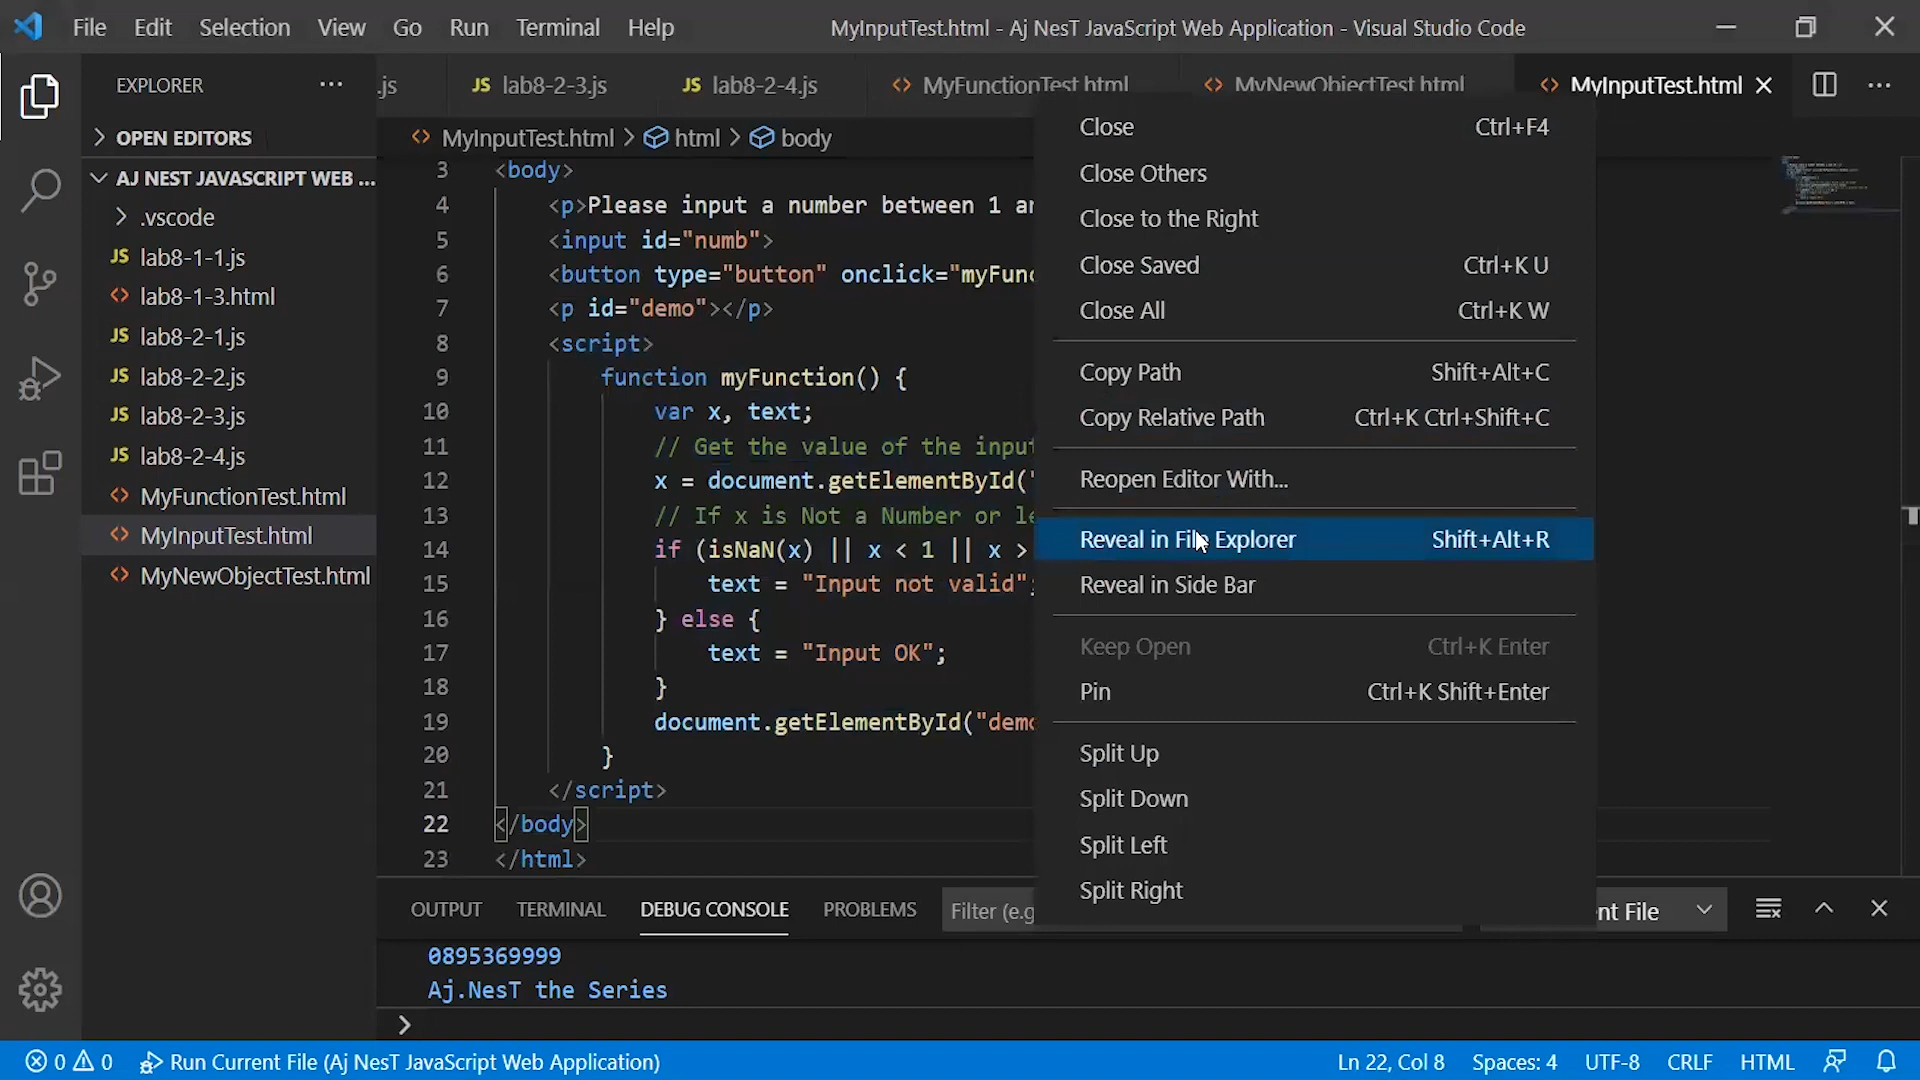 File Edit Selection View Go Run Terminal Help
MyInputTest.html - Aj NesT JavaScript Web Application - Visual Studio Code
EXPLORER ...
.js
JS lab8-2-3.js
JS lab8-2-4.js
MyFunctionTest.html
MyNewObjectTest.html
MyInputTest.html
OPEN EDITORS
AJ NEST JAVASCRIPT WEB ...
.vscode
JS lab8-1-1.js
lab8-1-3.html
JS lab8-2-1.js
JS lab8-2-2.js
JS lab8-2-3.js
JS lab8-2-4.js
MyFunctionTest.html
MyInputTest.html
MyNewObjectTest.html
MyInputTest.html > html > body
3 <body>
4 <p>Please input a number between 1 an
5 <input id="numb">
6 <button type="button" onclick="myFunc
7 <p id="demo"></p>
8 <script>
9 function myFunction() {
10 var x, text;
11 // Get the value of the input
12 x = document.getElementById("
13 // If x is Not a Number or le
14 if (isNaN(x) || x < 1 || x >
15 text = "Input not valid";
16 } else {
17 text = "Input OK";
18 }
19 document.getElementById("demo
20 }
21 </script>
22 </body>
23 </html>
Close Ctrl+F4
Close Others
Close to the Right
Close Saved Ctrl+K U
Close All Ctrl+K W
Copy Path Shift+Alt+C
Copy Relative Path Ctrl+K Ctrl+Shift+C
Reopen Editor With...
Reveal in File Explorer Shift+Alt+R
Reveal in Side Bar
Keep Open Ctrl+K Enter
Pin Ctrl+K Shift+Enter
Split Up
Split Down
Split Left
Split Right
OUTPUT TERMINAL DEBUG CONSOLE PROBLEMS Filter (e.g nt File
0895369999
Aj.NesT the Series
>
0 0 Run Current File (Aj NesT JavaScript Web Application) Ln 22, Col 8 Spaces: 4 UTF-8 CRLF HTML